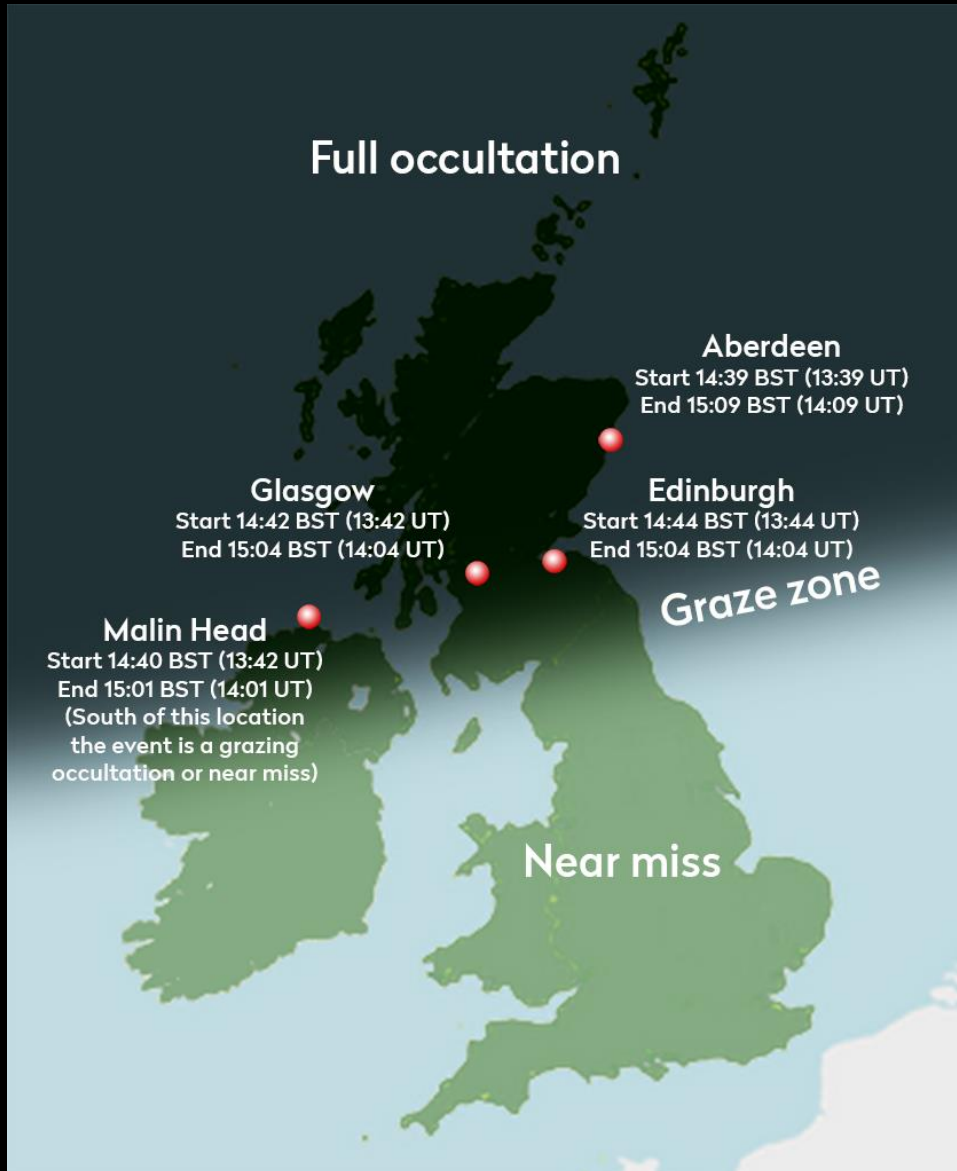 Full occultation
Aberdeen
Start 14:39 BST (13:39 UT)
End 15:09 BST (14:09 UT)
Glasgow
Start 14:42 BST (13:42 UT)
End 15:04 BST (14:04 UT)
Edinburgh
Start 14:44 BST (13:44 UT)
End 15:04 BST (14:04 UT)
Graze zone
Malin Head
Start 14:40 BST (13:42 UT)
End 15:01 BST (14:01 UT)
(South of this location
the event is a grazing
occultation or near miss)
Near miss